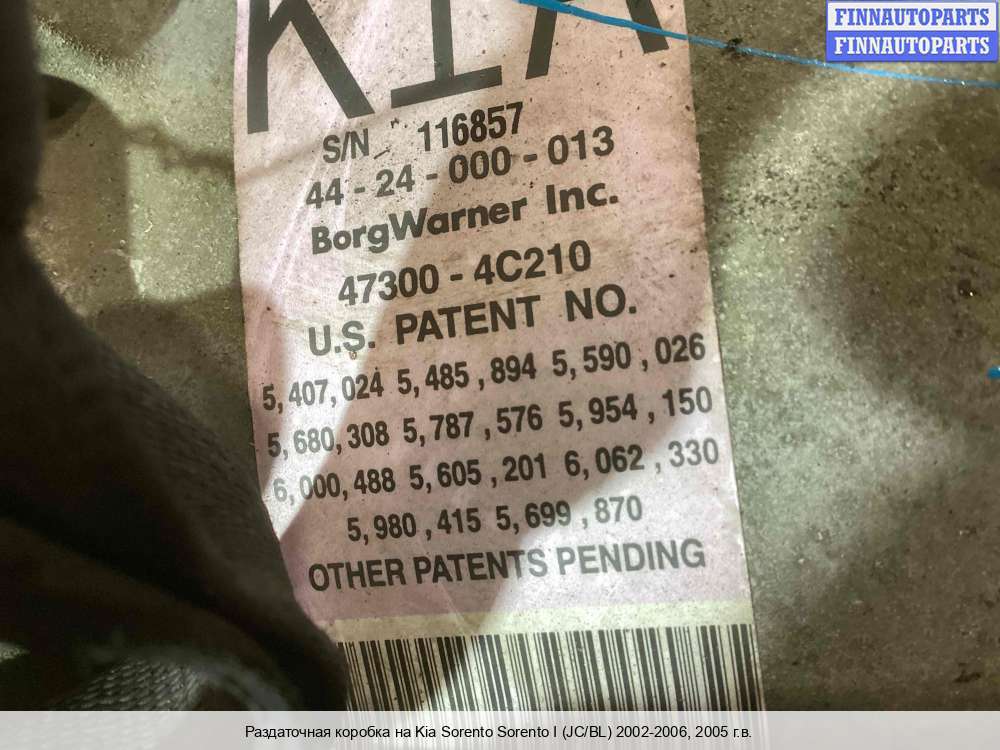 FINNAUTOPARTS
FINNAUTOPARTS
KIA
S/N 116857
44-24-000-013
BorgWarner Inc.
47300-4C210
U.S. PATENT NO.
5,407,024 5,485,894 5,590,026
5,680,308 5,787,576 5,954,150
6,000,488 5,605,201 6,062,330
5,980,415 5,699,870
OTHER PATENTS PENDING
Раздаточная коробка на Kia Sorento Sorento I (JC/BL) 2002-2006, 2005 г.в.